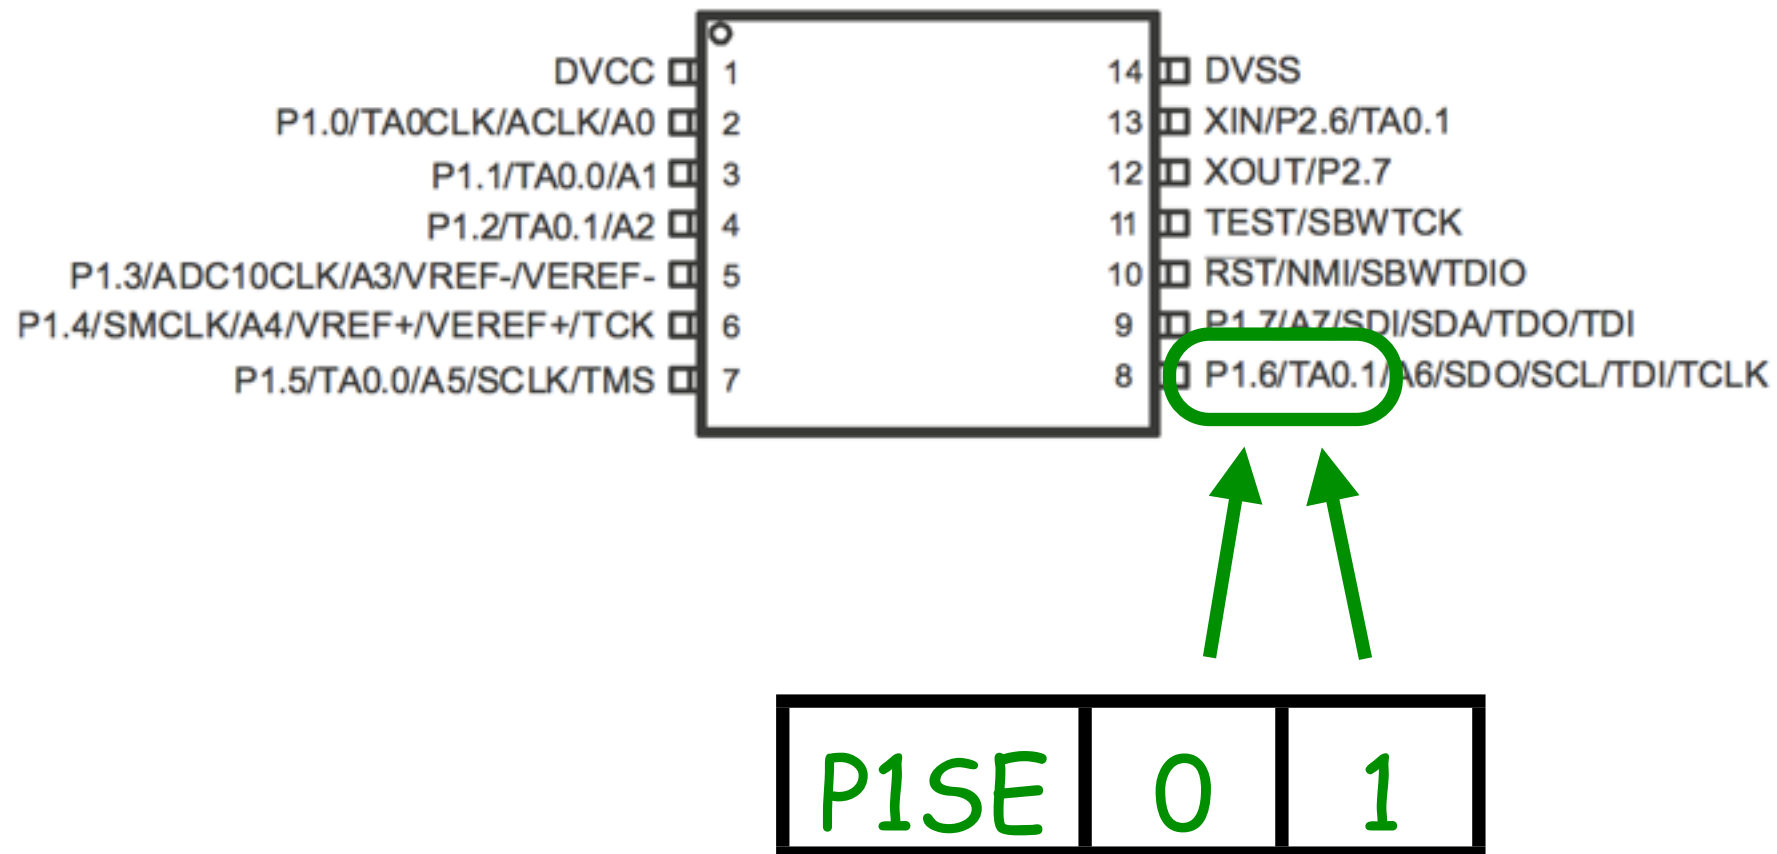 DVCC 1 14 DVSS
P1.0/TA0CLK/ACLK/A0 2 13 XIN/P2.6/TA0.1
P1.1/TA0.0/A1 3 12 XOUT/P2.7
P1.2/TA0.1/A2 4 11 TEST/SBWTCK
P1.3/ADC10CLK/A3/VREF-/VEREF- 5 10 RST/NMI/SBWTDIO
P1.4/SMCLK/A4/VREF+/VEREF+/TCK 6 9 P1.7/A7/SDI/SDA/TDO/TDI
P1.5/TA0.0/A5/SCLK/TMS 7 8 P1.6/TA0.1/A6/SDO/SCL/TDI/TCLK
P1SE 0 1